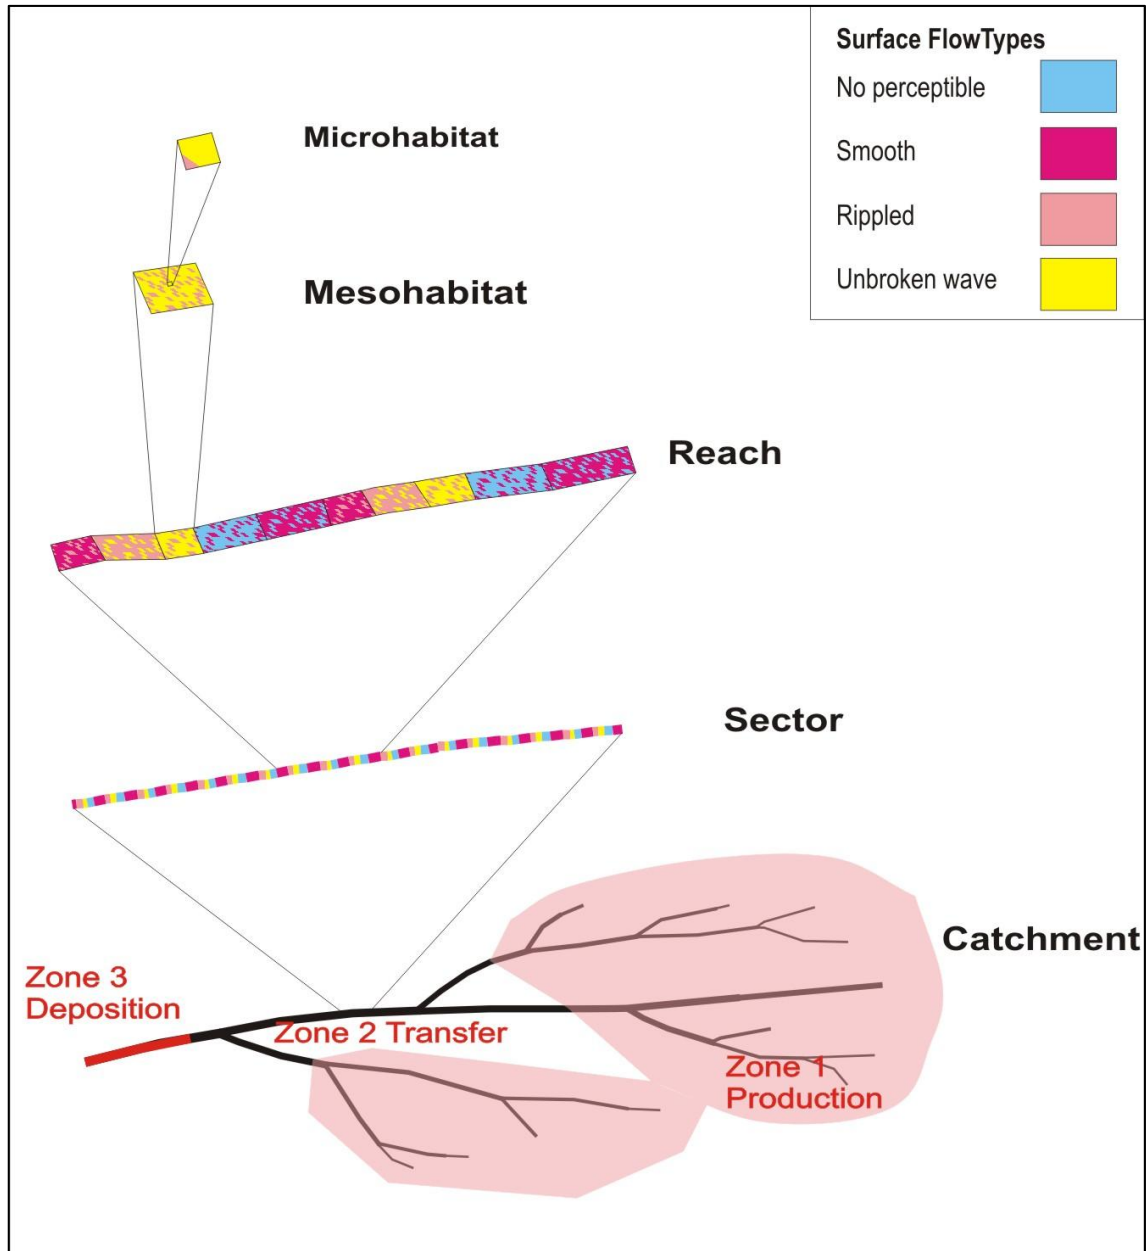 Surface FlowTypes
No perceptible
Smooth
Rippled
Unbroken wave
Microhabitat
Mesohabitat
Reach
Sector
Catchment
Zone 3
Deposition
Zone 2 Transfer
Zone 1
Production